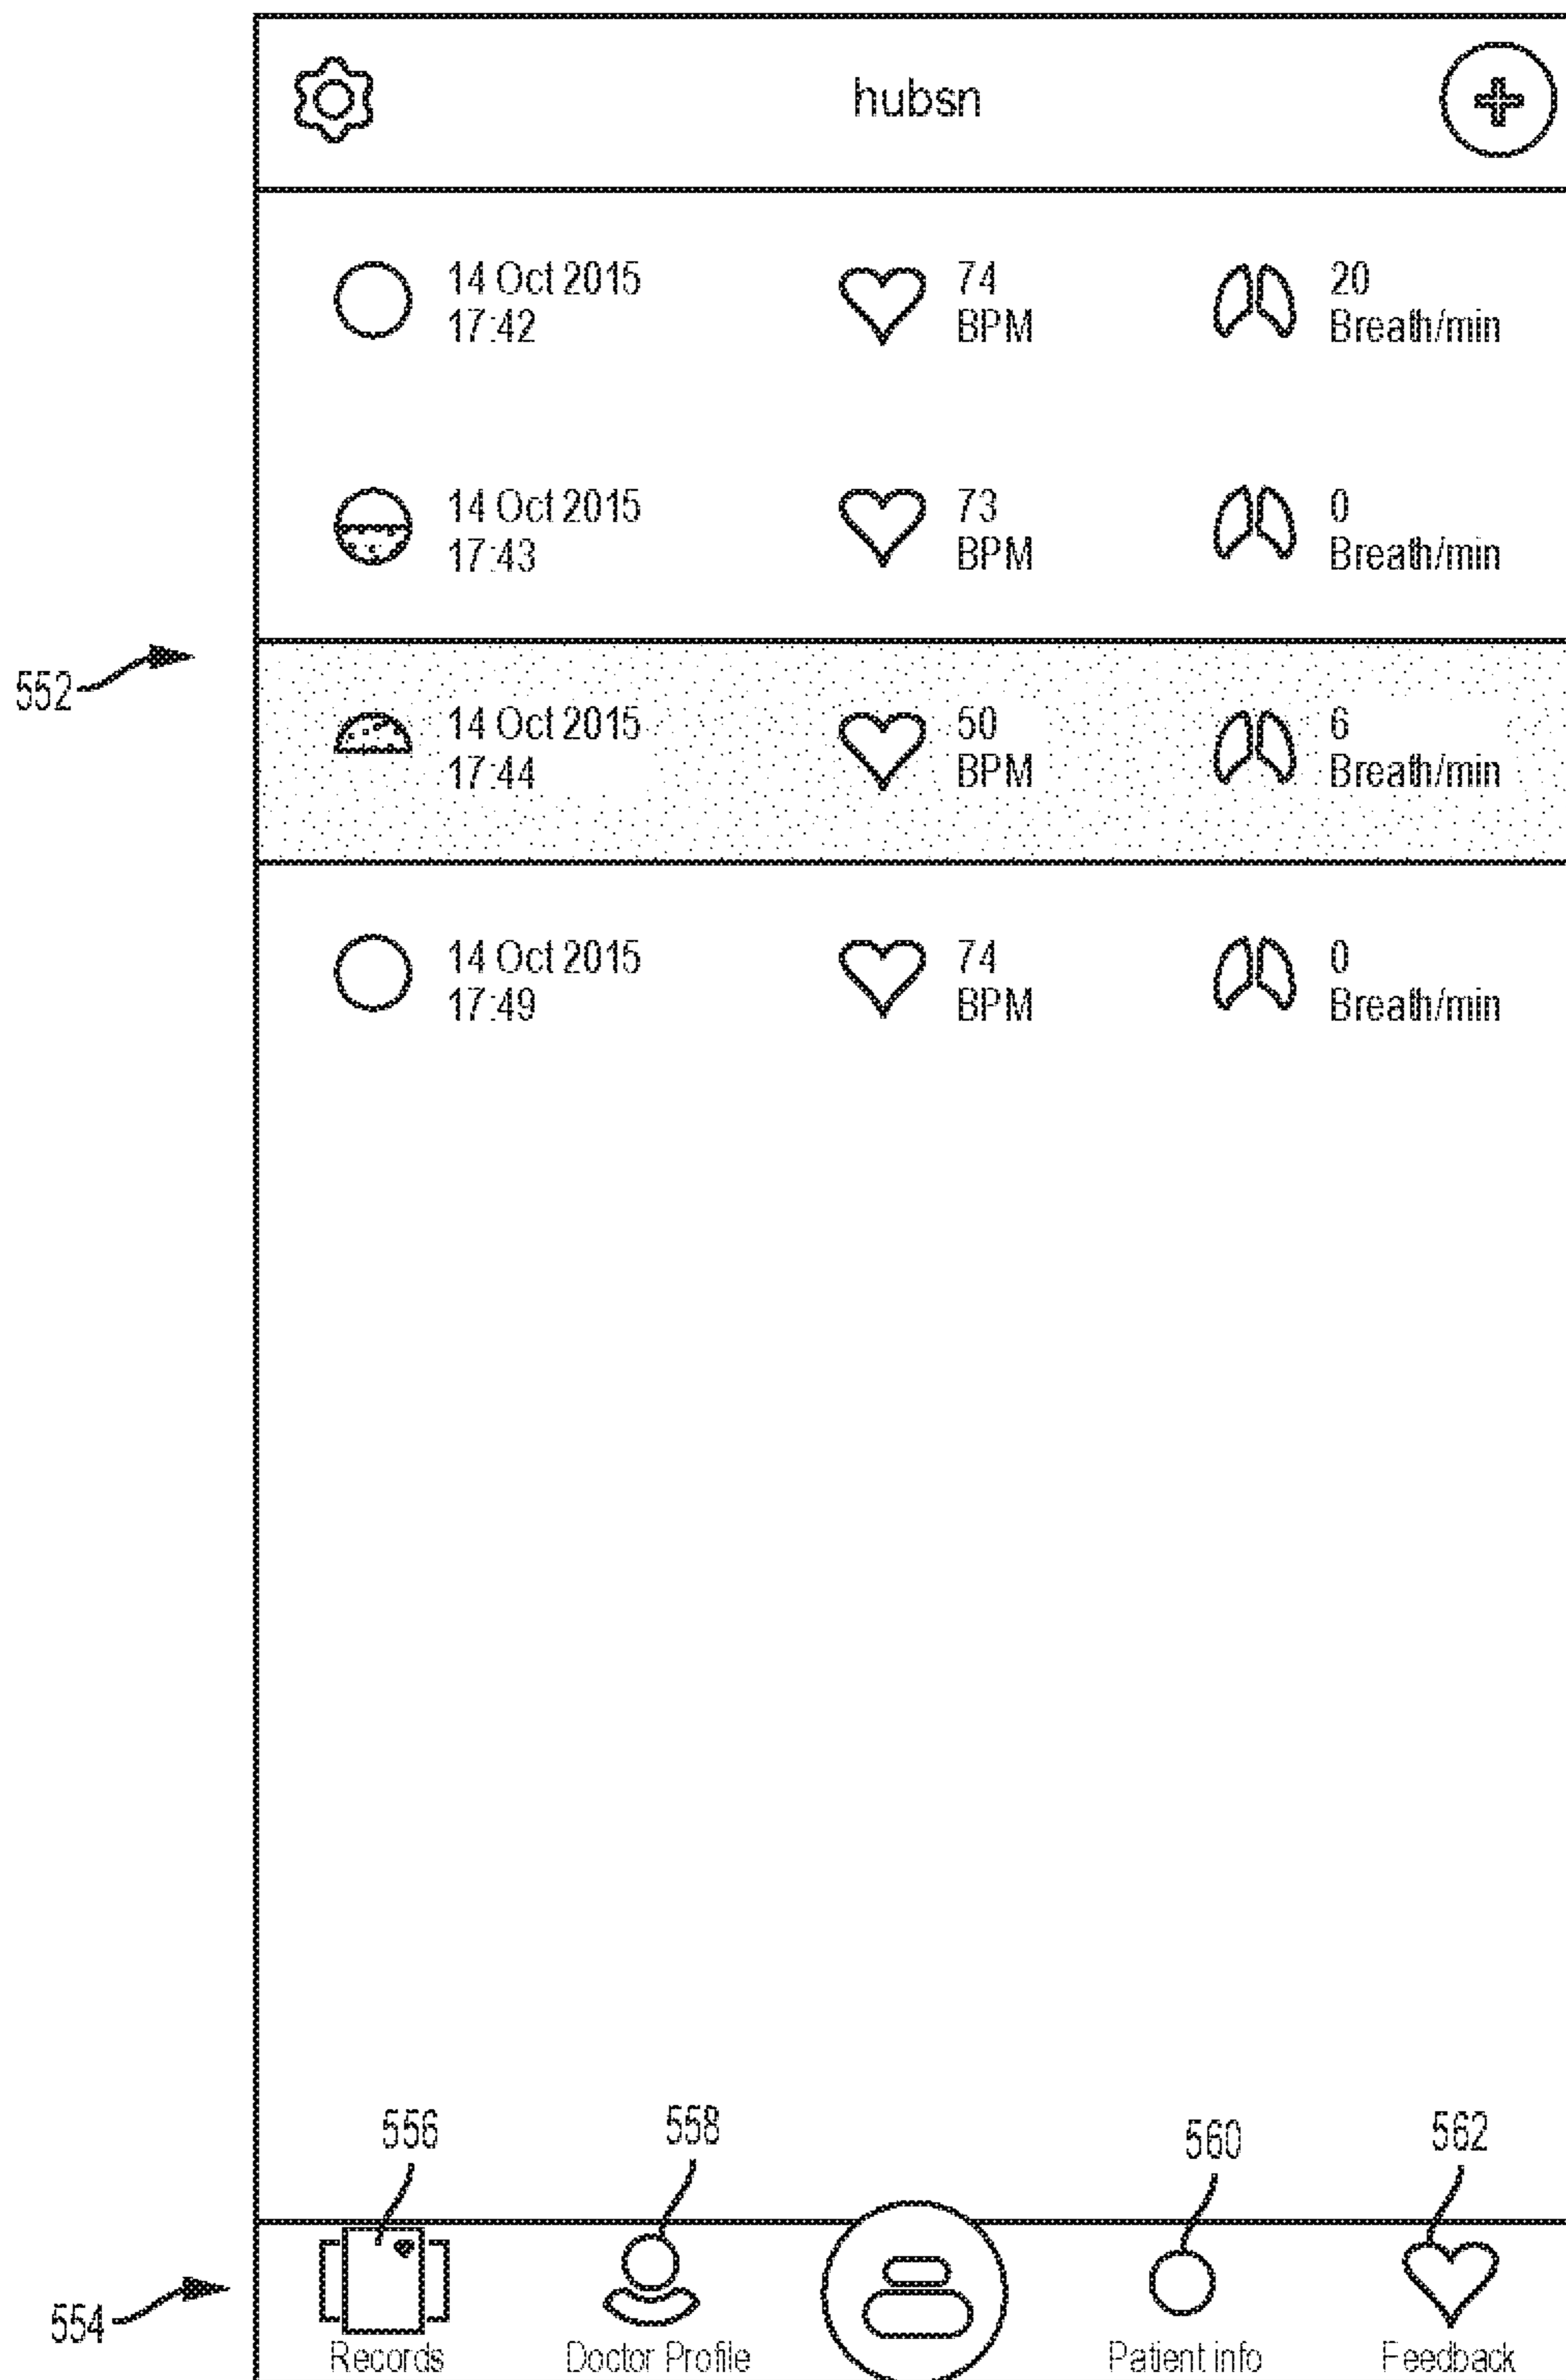 hubsn
14 Oct 2015
17:42
74
BPM
20
Breath/min
14 Oct 2015
17:43
73
BPM
0
Breath/min
552
14 Oct 2015
17:44
50
BPM
6
Breath/min
14 Oct 2015
17:49
74
BPM
0
Breath/min
556
558
560
562
554
Records
Doctor Profile
Patient info
Feedback